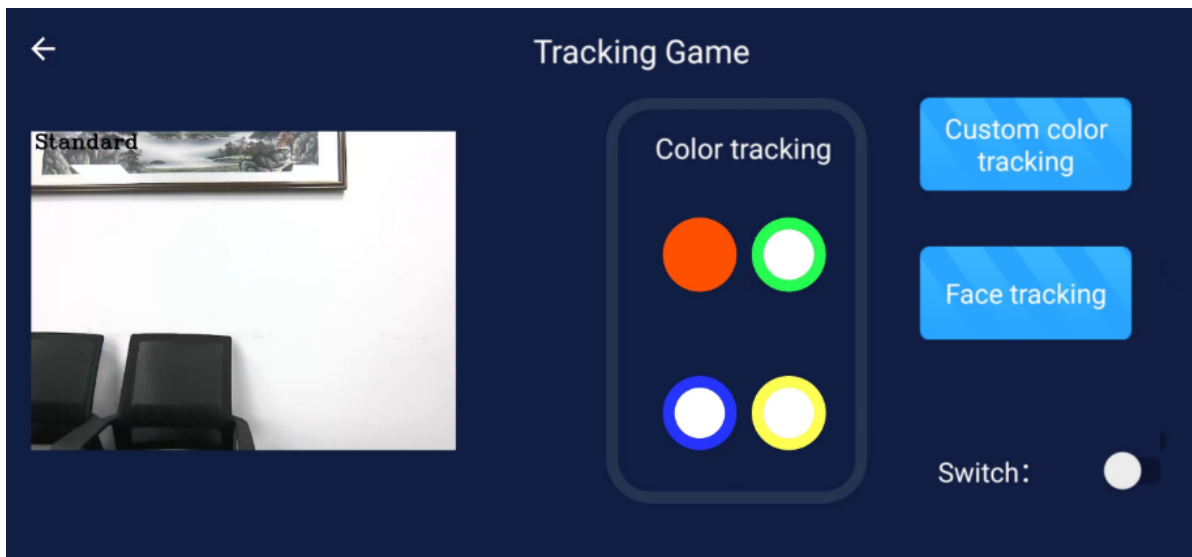 Tracking Game
Standard
Color tracking
Custom color
tracking
Face tracking
Switch：